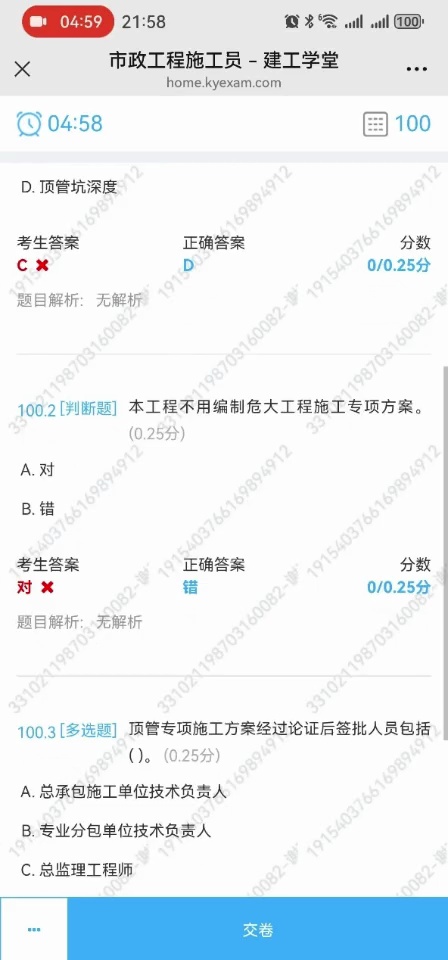 04:59 21:58 100
市政工程施工员 - 建工学堂
home.kyexam.com
04:58 100
D. 顶管坑深度
考生答案 正确答案 分数
C ✖ D 0/0.25分
题目解析: 无解析
100.2 [判断题] 本工程不用编制危大工程施工专项方案。
(0.25分)
A. 对
B. 错
考生答案 正确答案 分数
对 ✖ 错 0/0.25分
题目解析: 无解析
100.3 [多选题] 顶管专项施工方案经过论证后签批人员包括
( )。 (0.25分)
A. 总承包施工单位技术负责人
B. 专业分包单位技术负责人
C. 总监理工程师
交卷